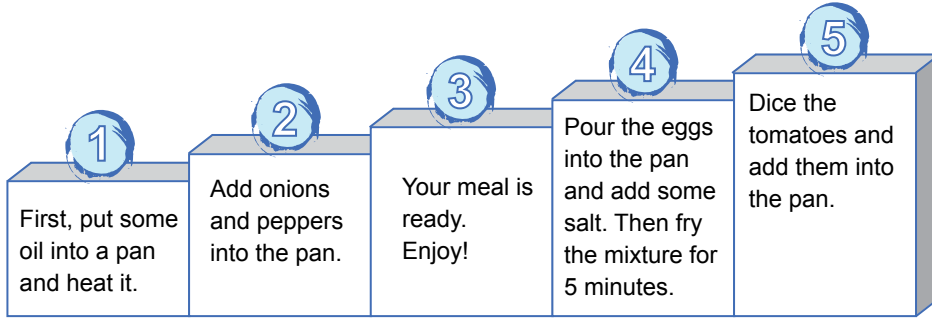 1
First, put some
oil into a pan
and heat it.
2
Add onions
and peppers
into the pan.
3
Your meal is
ready.
Enjoy!
4
Pour the eggs
into the pan
and add some
salt. Then fry
the mixture for
5 minutes.
5
Dice the
tomatoes and
add them into
the pan.